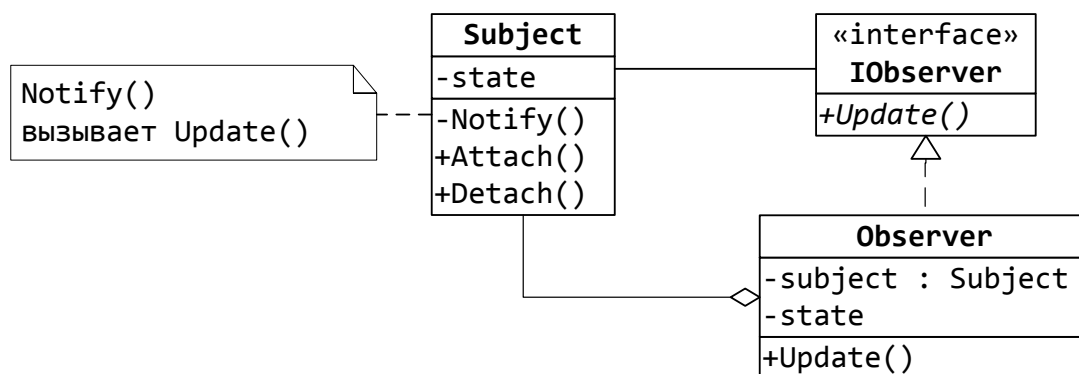 Notify()
вызывает Update()
Subject
-state
-Notify()
+Attach()
+Detach()
«interface»
IObserver
+Update()
Observer
-subject : Subject
-state
+Update()